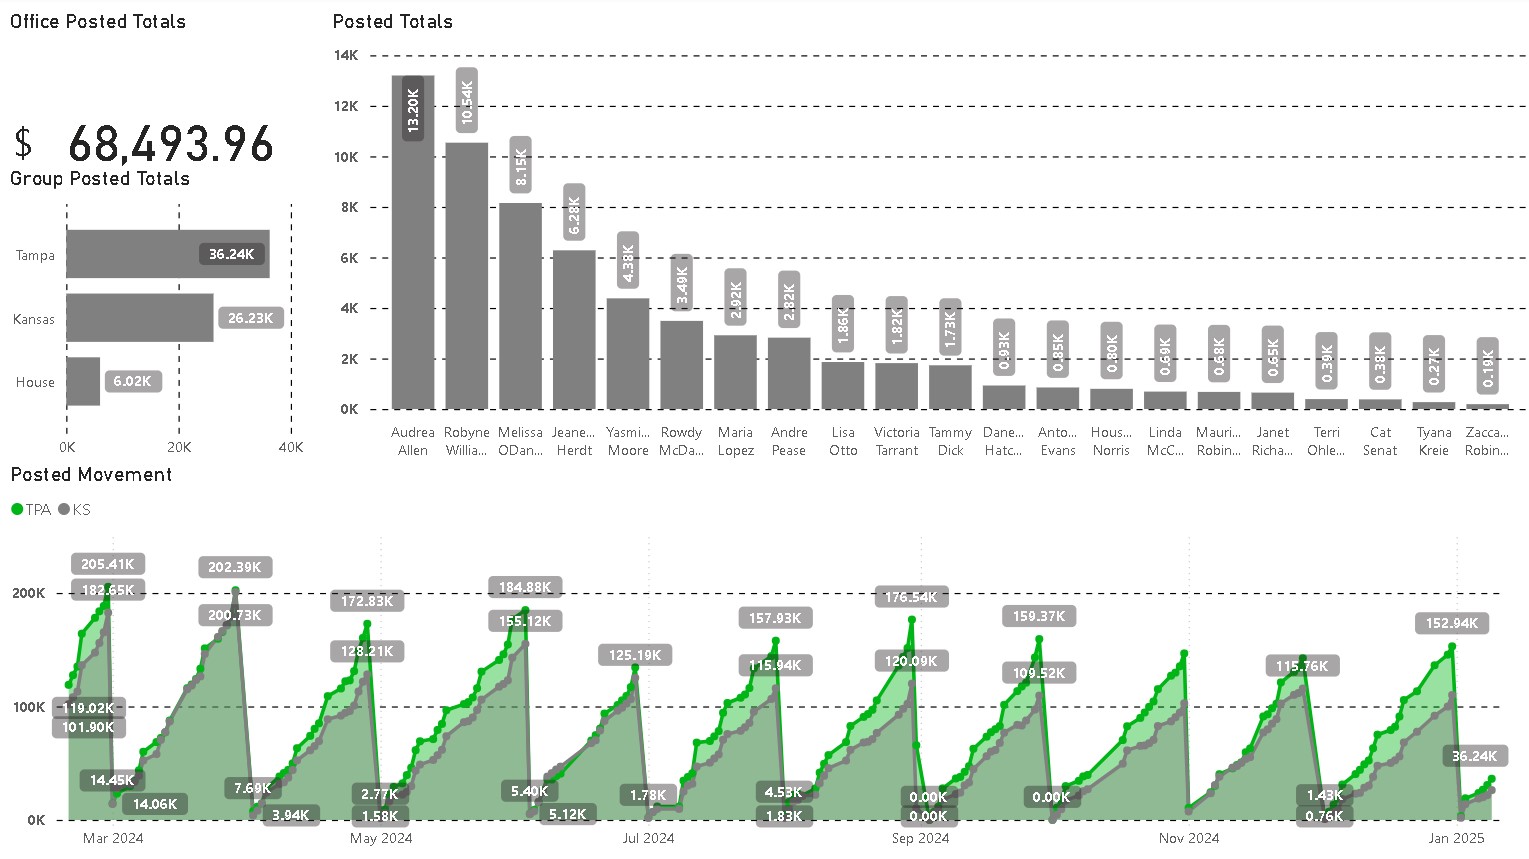 Office Posted Totals
$ 68,493.96
Group Posted Totals
Tampa 36.24K
Kansas 26.23K
House 6.02K
0K 20K 40K
Posted Totals
14K
12K
10K
8K
6K
4K
2K
0K
13.20K 10.54K 8.15K 6.28K 4.38K 3.49K 2.92K 2.82K 1.86K 1.82K 1.73K 0.93K 0.85K 0.80K 0.69K 0.68K 0.65K 0.39K 0.38K 0.27K 0.19K
Audrea Robyne Melissa Jeane... Yasmi... Rowdy Maria Andre Lisa Victoria Tammy Dane... Anto... Hous... Linda Mauri... Janet Terri Cat Tyana Zacca...
Allen Willia... ODan... Herdt Moore McDa... Lopez Pease Otto Tarrant Dick Hatc... Evans Norris McC... Robin... Richa... Ohle... Senat Kreie Robin...
Posted Movement
TPA KS
200K
100K
0K
205.41K
182.65K
119.02K
101.90K
14.45K
14.06K
202.39K
200.73K
7.69K
3.94K
172.83K
128.21K
2.77K
1.58K
184.88K
155.12K
5.40K
5.12K
125.19K
1.78K
157.93K
115.94K
4.53K
1.83K
176.54K
120.09K
0.00K
0.00K
159.37K
109.52K
0.00K
115.76K
1.43K
0.76K
152.94K
36.24K
Mar 2024 May 2024 Jul 2024 Sep 2024 Nov 2024 Jan 2025